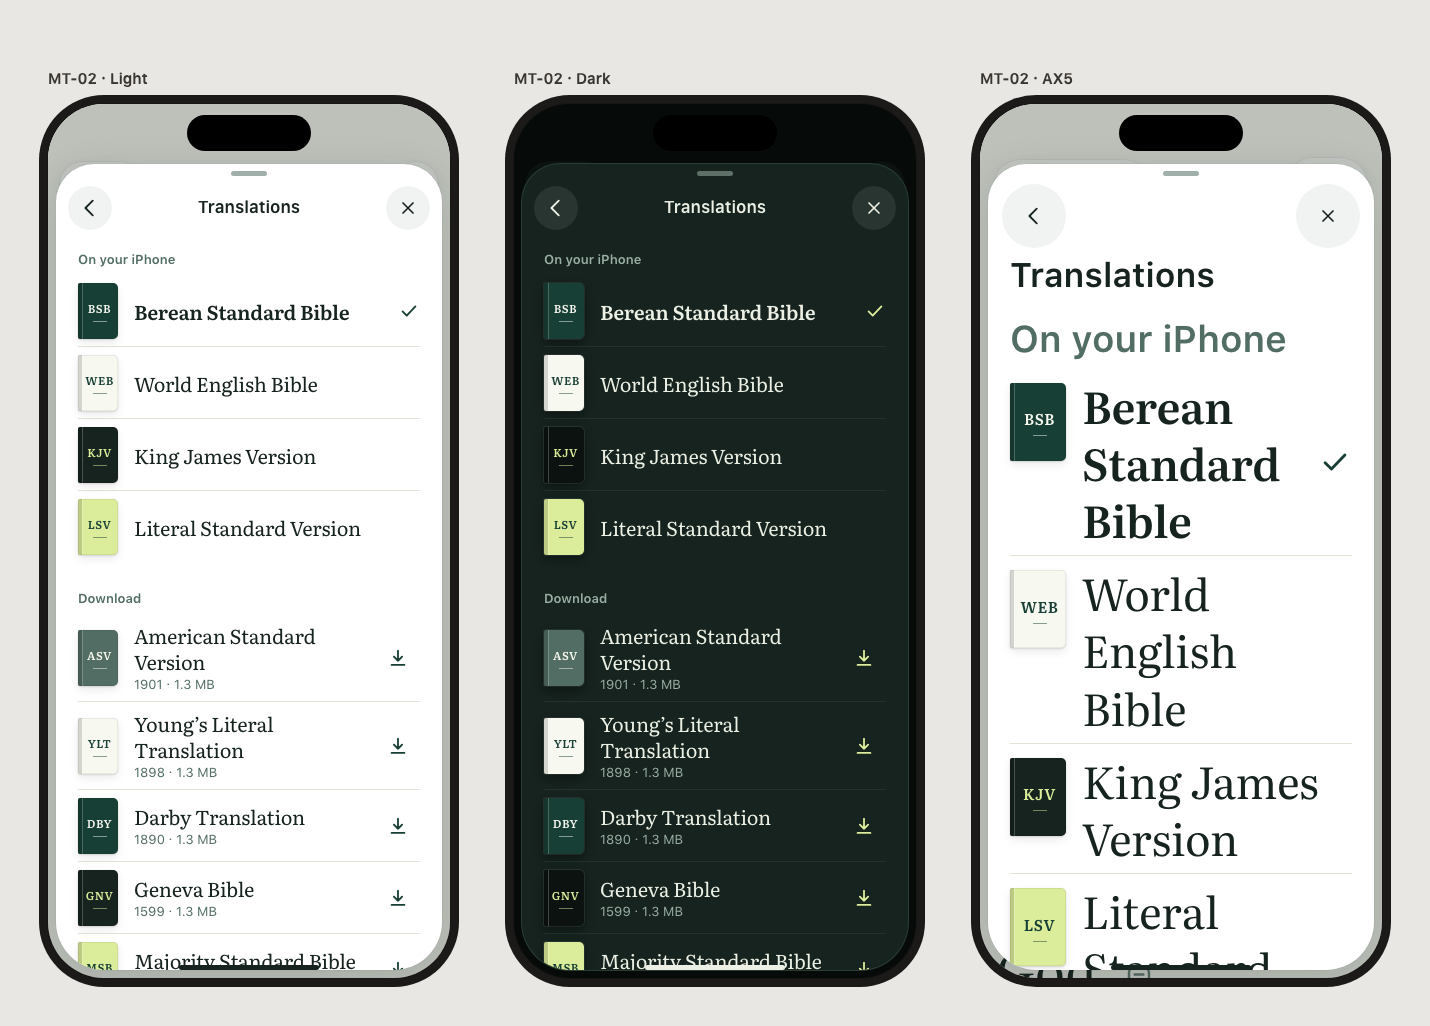 MT-02 · Light
Translations
On your iPhone
BSB
Berean Standard Bible
WEB
World English Bible
KJV
King James Version
LSV
Literal Standard Version
Download
ASV
American Standard
Version
1901 · 1.3 MB
YLT
Young’s Literal
Translation
1898 · 1.3 MB
DBY
Darby Translation
1890 · 1.3 MB
GNV
Geneva Bible
1599 · 1.3 MB
MSB
Majority Standard Bible
MT-02 · Dark
Translations
On your iPhone
BSB
Berean Standard Bible
WEB
World English Bible
KJV
King James Version
LSV
Literal Standard Version
Download
ASV
American Standard
Version
1901 · 1.3 MB
YLT
Young’s Literal
Translation
1898 · 1.3 MB
DBY
Darby Translation
1890 · 1.3 MB
GNV
Geneva Bible
1599 · 1.3 MB
MSB
Majority Standard Bible
MT-02 · AX5
Translations
On your iPhone
BSB
Berean
Standard
Bible
WEB
World
English
Bible
KJV
King James
Version
LSV
Literal
Standard